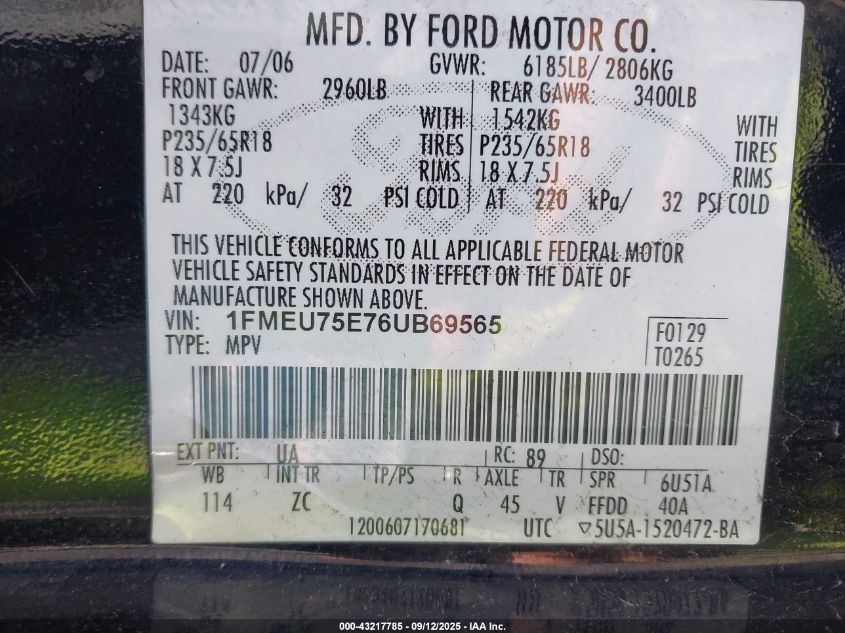 MFD. BY FORD MOTOR CO.
DATE: 07/06 GVWR: 6185LB/ 2806KG
FRONT GAWR: 2960LB REAR GAWR: 3400LB
1343KG WITH 1542KG WITH
P235/65R18 TIRES P235/65R18 TIRES
18 X 7.5J RIMS 18 X 7.5J RIMS
AT 220 kPa/ 32 PSI COLD AT 220 kPa/ 32 PSI COLD
THIS VEHICLE CONFORMS TO ALL APPLICABLE FEDERAL MOTOR
VEHICLE SAFETY STANDARDS IN EFFECT ON THE DATE OF
MANUFACTURE SHOWN ABOVE.
VIN: 1FMEU75E76UB69565 F0129
TYPE: MPV T0265
EXT PNT: UA RC: 89 DSO:
WB INT TR TP/PS R AXLE TR SPR 6U51A
114 ZC Q 45 V FFDD 40A
1200607170681 UTC ▽5U5A-1520472-BA
000-43217785 - 09/12/2025 - IAA Inc.